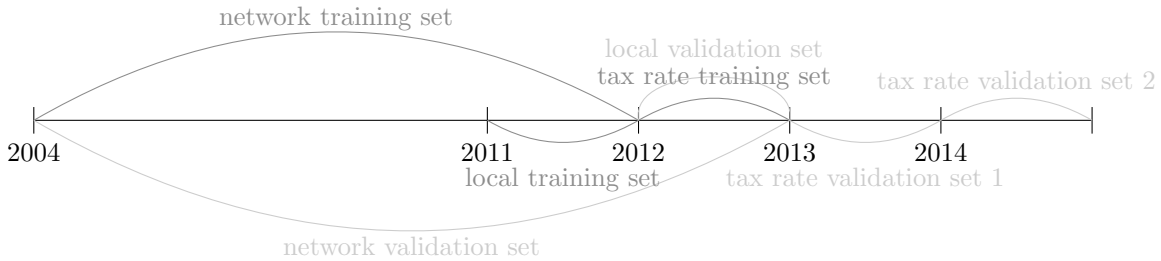 network training set
local validation set
tax rate training set
tax rate validation set 2
2004
2011
2012
2013
2014
local training set
tax rate validation set 1
network validation set